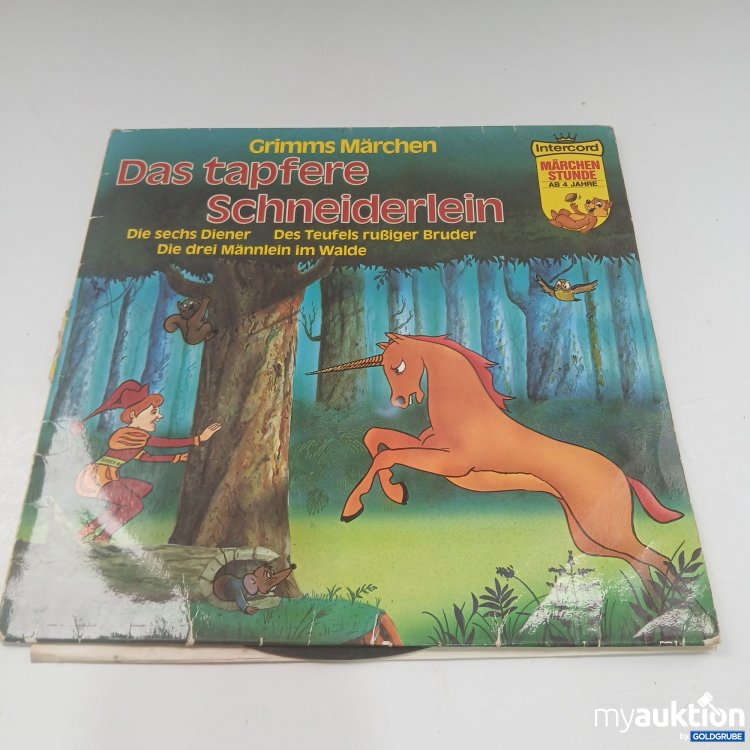 Grimms Märchen
Das tapfere
Schneiderlein
Die sechs Diener Des Teufels rußiger Bruder
Die drei Männlein im Walde
Intercord
MÄRCHEN
STUNDE
AB 4 JAHRE
myauktion
by GOLDGRUBE